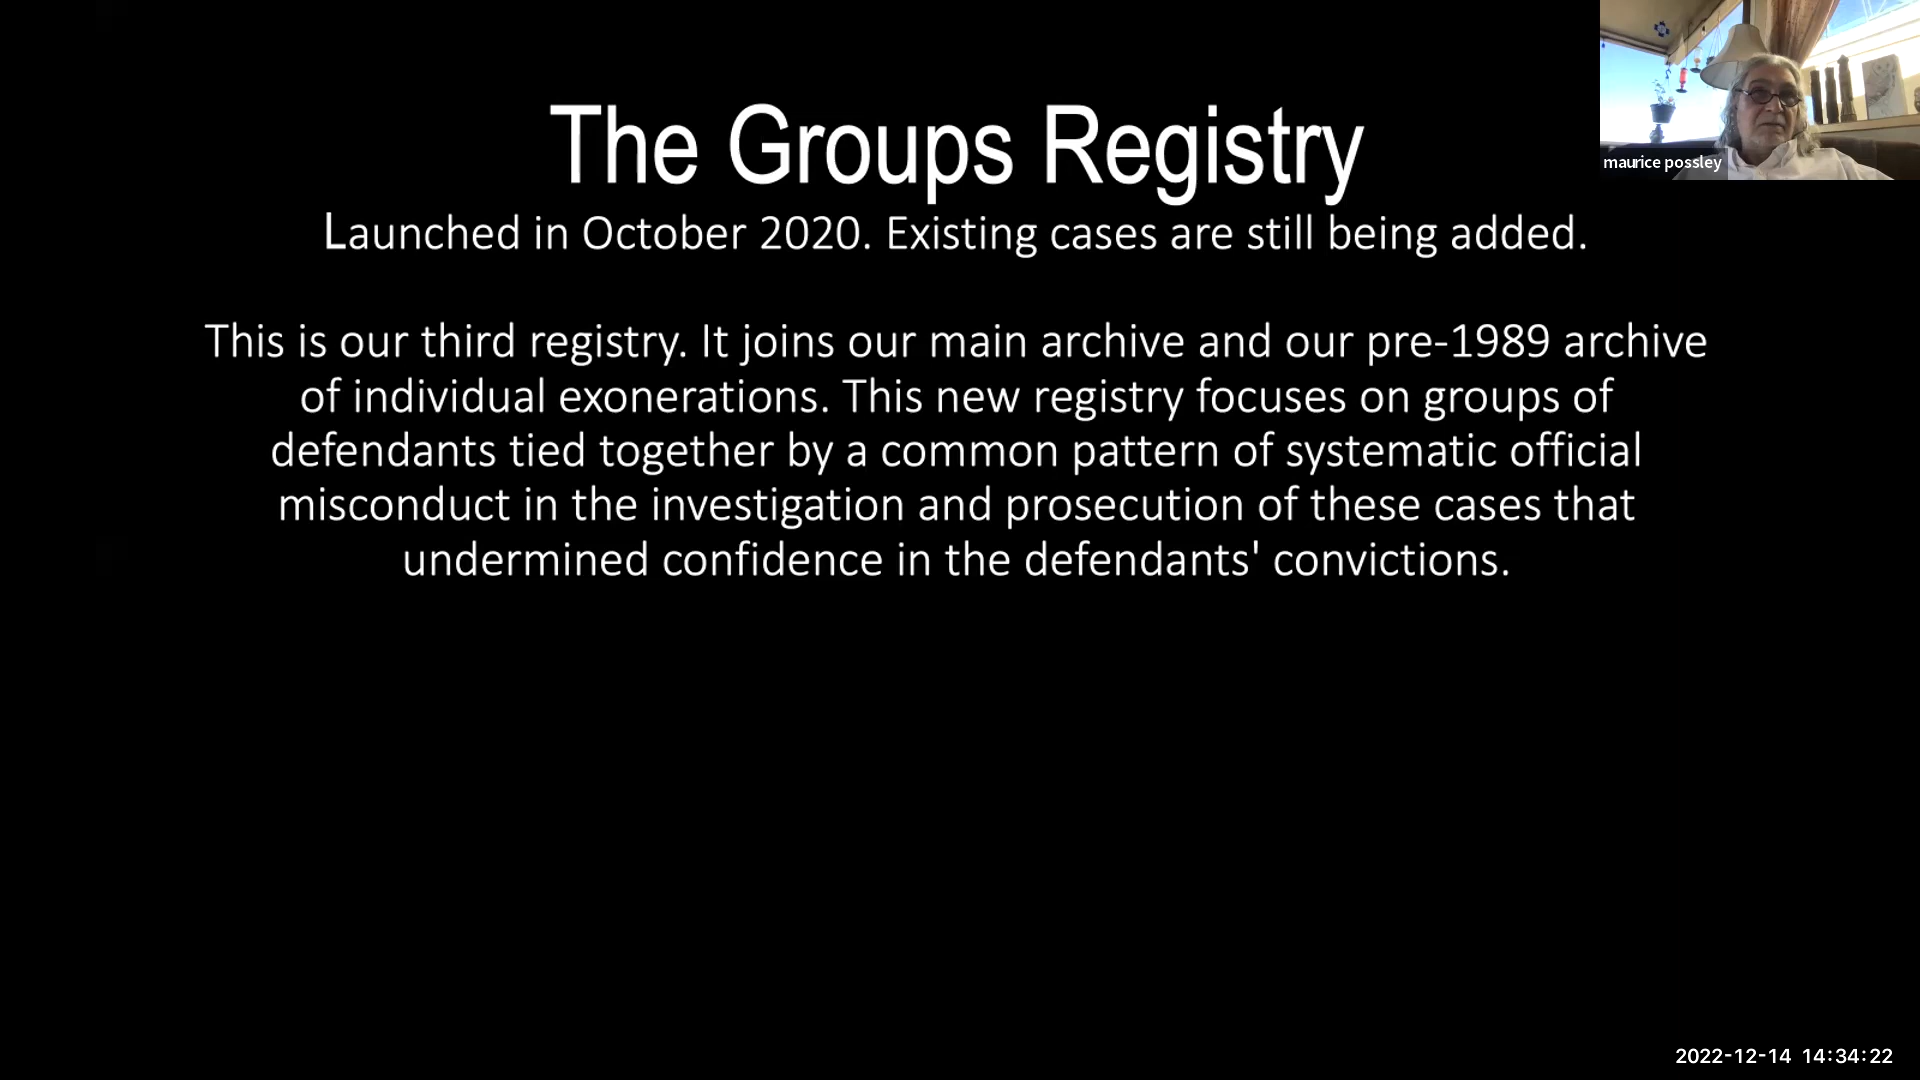 The Groups Registry
Launched in October 2020. Existing cases are still being added.
This is our third registry. It joins our main archive and our pre-1989 archive
of individual exonerations. This new registry focuses on groups of
defendants tied together by a common pattern of systematic official
misconduct in the investigation and prosecution of these cases that
undermined confidence in the defendants' convictions.
maurice possley
2022-12-14 14:34:22